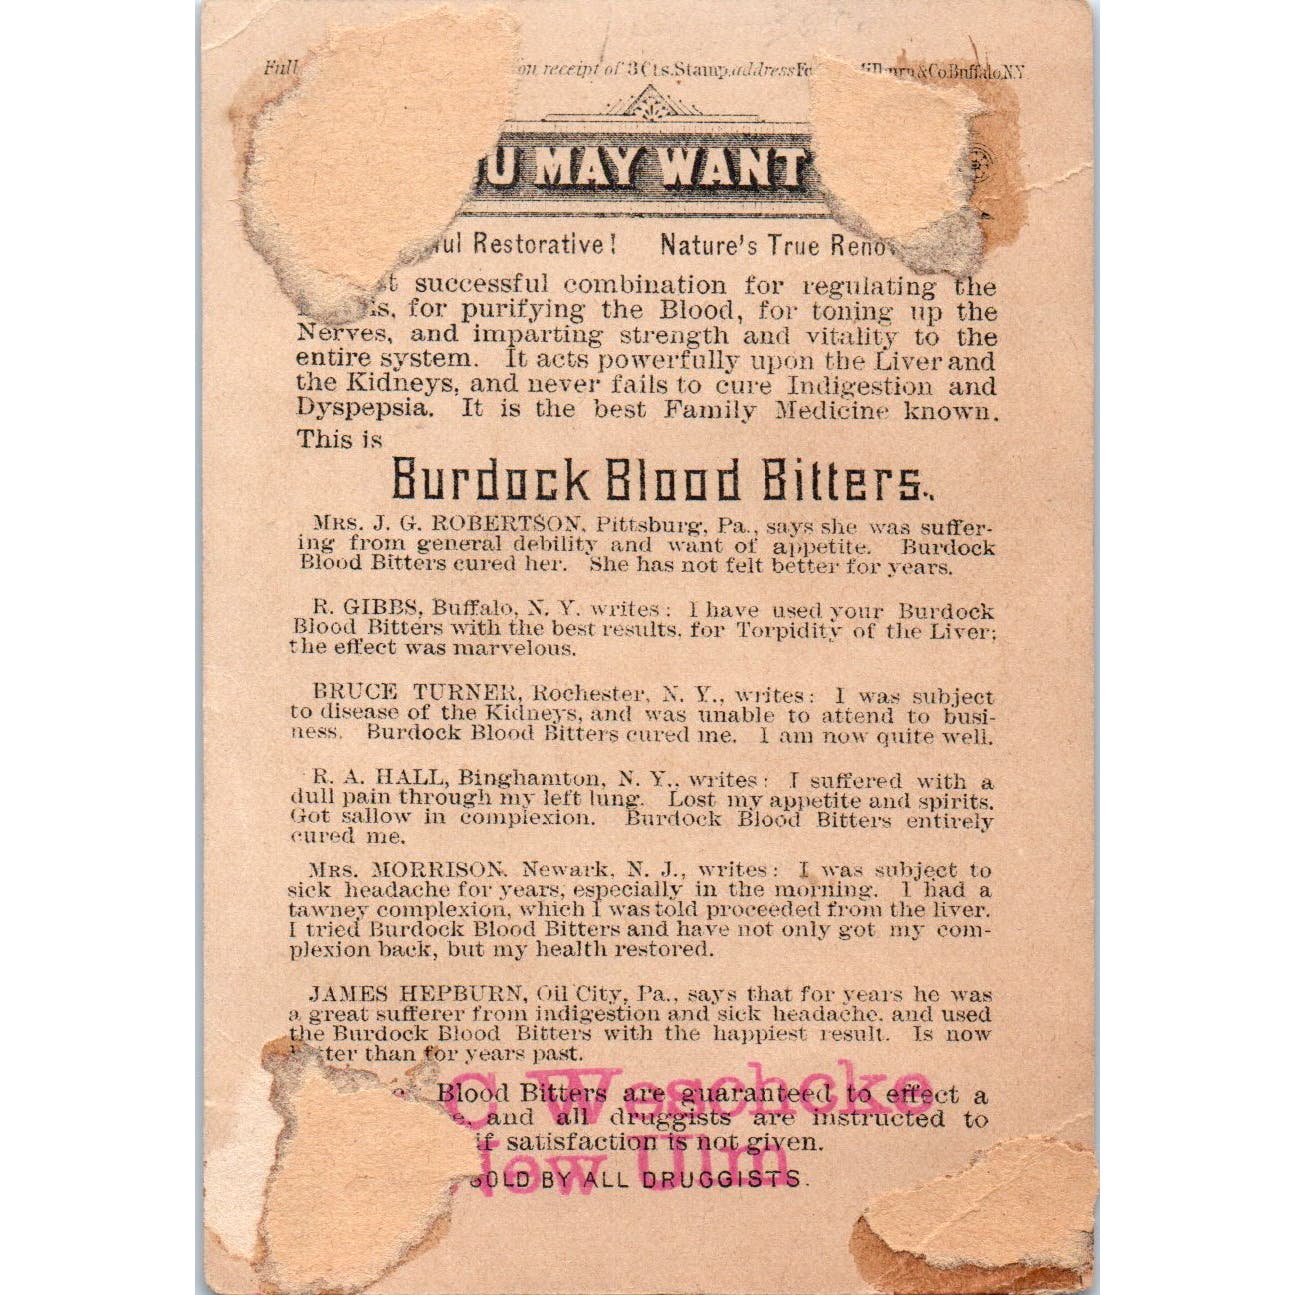 Full on receipt of 3Cts.Stamp,address &Co.Buffalo,N.Y
U MAY WANT
ful Restorative! Nature's True
successful combination for regulating the
for purifying the Blood, for toning up the
Nerves, and imparting strength and vitality to the
entire system. It acts powerfully upon the Liver and
the Kidneys, and never fails to cure Indigestion and
Dyspepsia. It is the best Family Medicine known.
This is
Burdock Blood Bitters.
MRS. J. G. ROBERTSON, Pittsburg, Pa., says she was suffer-
ing from general debility and want of appetite. Burdock
Blood Bitters cured her. She has not felt better for years.
R. GIBBS, Buffalo, N. Y. writes: I have used your Burdock
Blood Bitters with the best results, for Torpidity of the Liver;
the effect was marvelous.
BRUCE TURNER, Rochester, N. Y., writes: I was subject
to disease of the Kidneys, and was unable to attend to busi-
ness. Burdock Blood Bitters cured me. I am now quite well.
R. A. HALL, Binghamton, N. Y., writes: I suffered with a
dull pain through my left lung. Lost my appetite and spirits.
Got sallow in complexion. Burdock Blood Bitters entirely
cured me.
MRS. MORRISON, Newark, N. J., writes: I was subject to
sick headache for years, especially in the morning. I had a
tawney complexion, which I was told proceeded from the liver.
I tried Burdock Blood Bitters and have not only got my com-
plexion back, but my health restored.
JAMES HEPBURN, Oil City, Pa., says that for years he was
a great sufferer from indigestion and sick headache, and used
the Burdock Blood Bitters with the happiest result. Is now
than for years past.
Blood Bitters are guaranteed to effect a
and all druggists are instructed to
if satisfaction is not given.
C Weschcke
New Ulm
SOLD BY ALL DRUGGISTS.